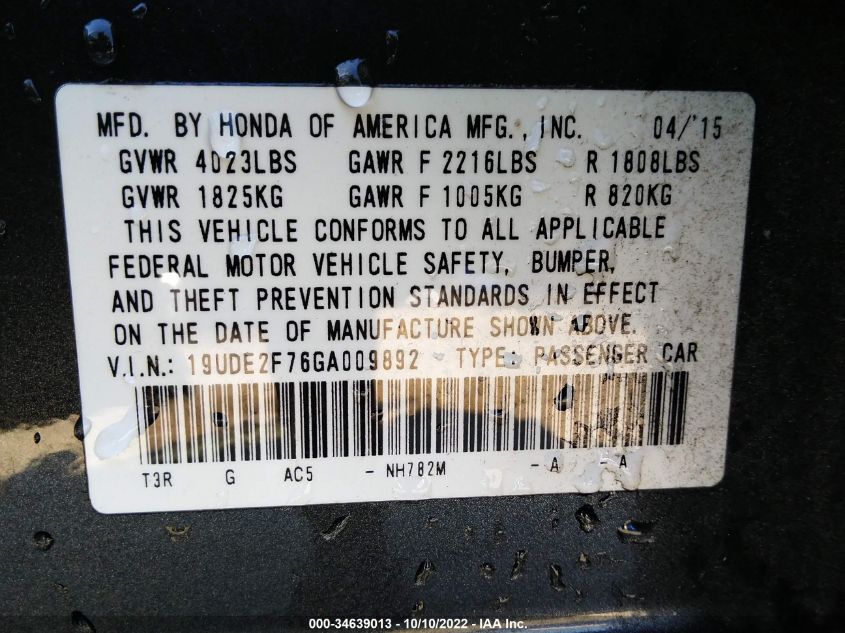 MFD. BY HONDA OF AMERICA MFG., INC. 04/'15
GVWR 4023LBS GAWR F 2216LBS R 1808LBS
GVWR 1825KG GAWR F 1005KG R 820KG
THIS VEHICLE CONFORMS TO ALL APPLICABLE
FEDERAL MOTOR VEHICLE SAFETY, BUMPER,
AND THEFT PREVENTION STANDARDS IN EFFECT
ON THE DATE OF MANUFACTURE SHOWN ABOVE.
V.I.N.: 19UDE2F76GA009892 TYPE: PASSENGER CAR
T3R G AC5 - NH782M - A - A
000-34639013 - 10/10/2022 - IAA Inc.